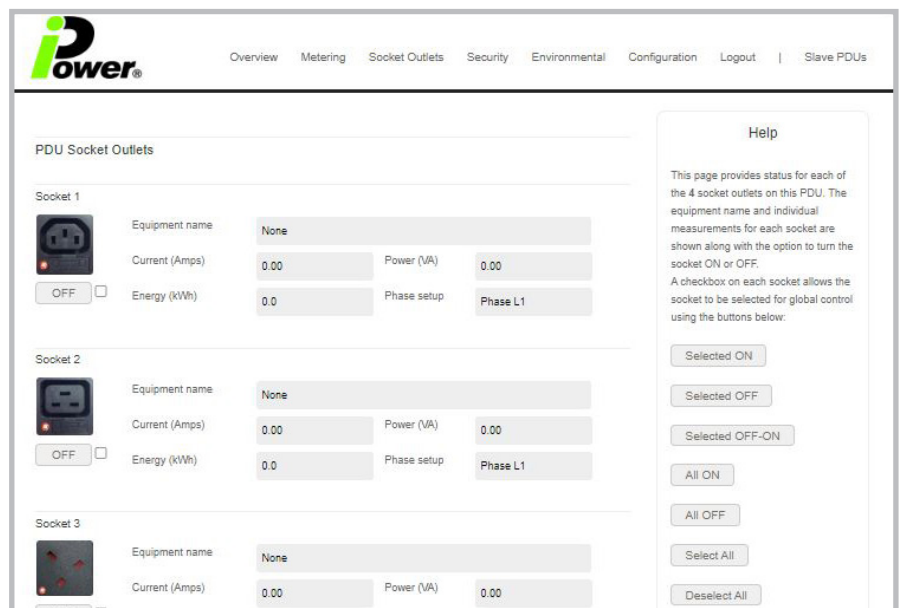 iPower®
Overview Metering Socket Outlets Security Environmental Configuration Logout | Slave PDUs
PDU Socket Outlets
Socket 1
Equipment name None
Current (Amps) 0.00 Power (VA) 0.00
OFF Energy (kWh) 0.0 Phase setup Phase L1
Socket 2
Equipment name None
Current (Amps) 0.00 Power (VA) 0.00
OFF Energy (kWh) 0.0 Phase setup Phase L1
Socket 3
Equipment name None
Current (Amps) 0.00 Power (VA) 0.00
Help
This page provides status for each of
the 4 socket outlets on this PDU. The
equipment name and individual
measurements for each socket are
shown along with the option to turn the
socket ON or OFF.
A checkbox on each socket allows the
socket to be selected for global control
using the buttons below:
Selected ON
Selected OFF
Selected OFF-ON
All ON
All OFF
Select All
Deselect All